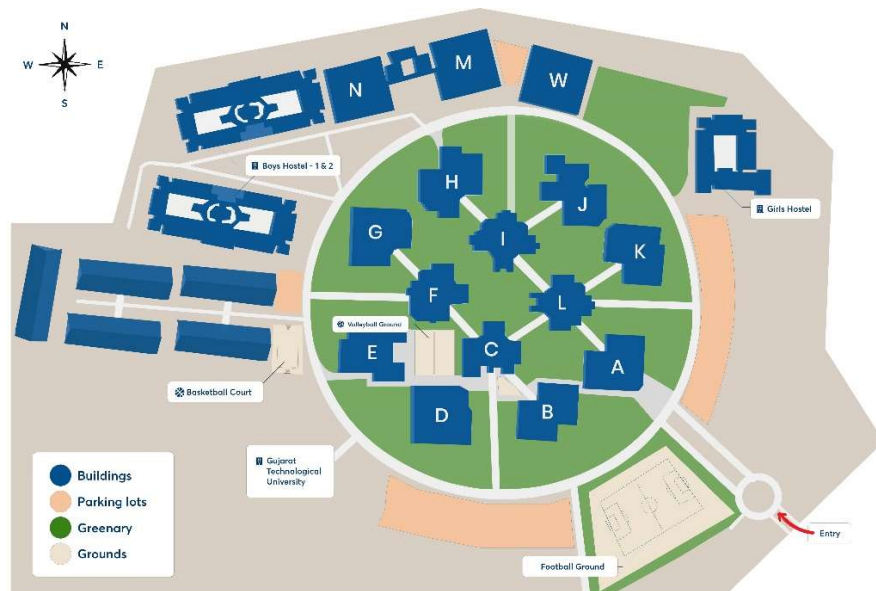 N
W E
S
M
N
W
Boys Hostel - 1 & 2
H
J
Girls Hostel
G
I
K
F
L
Volleyball Ground
E
C
A
Basketball Court
D
B
Gujarat
Technological
University
Buildings
Parking lots
Greenary
Grounds
Entry
Football Ground